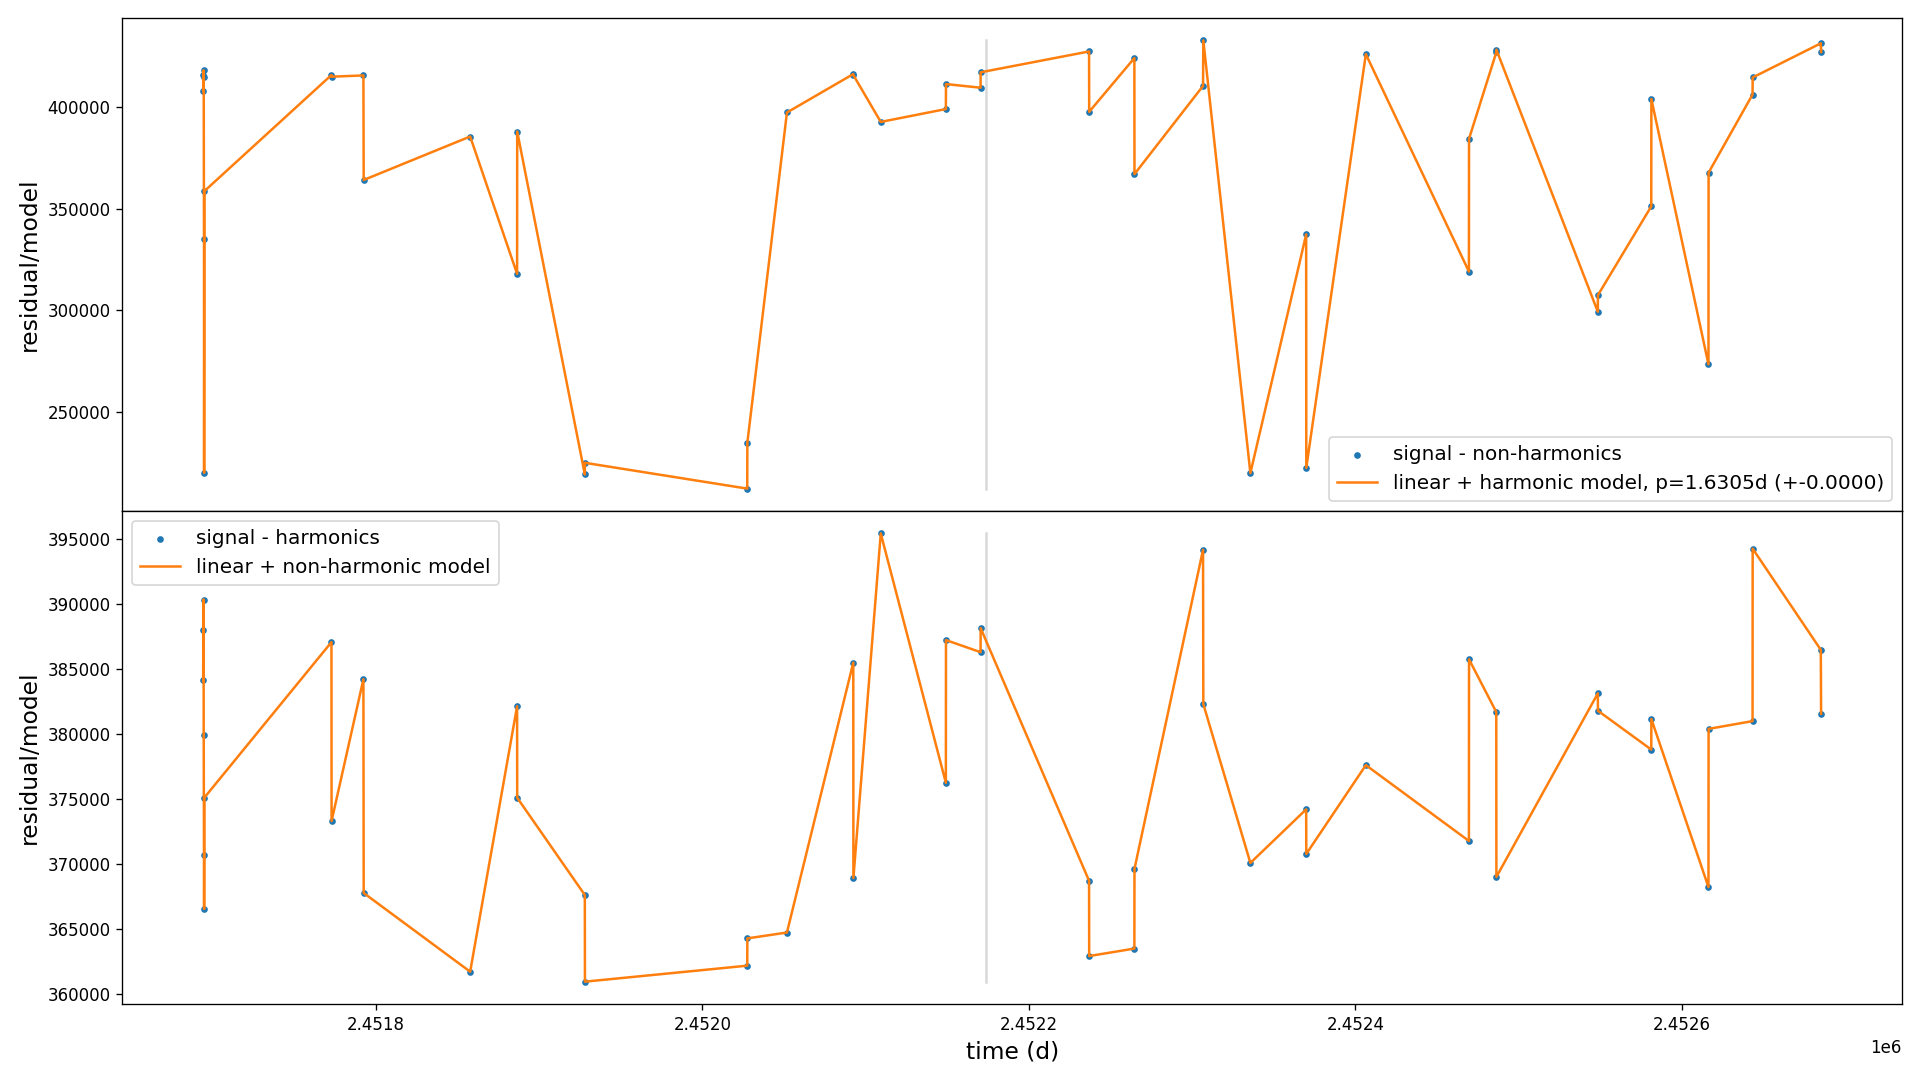 400000
350000
300000
250000
residual/model
signal - non-harmonics
linear + harmonic model, p=1.6305d (+-0.0000)
395000
390000
385000
380000
375000
370000
365000
360000
residual/model
signal - harmonics
linear + non-harmonic model
2.4518
2.4520
2.4522
2.4524
2.4526
1e6
time (d)